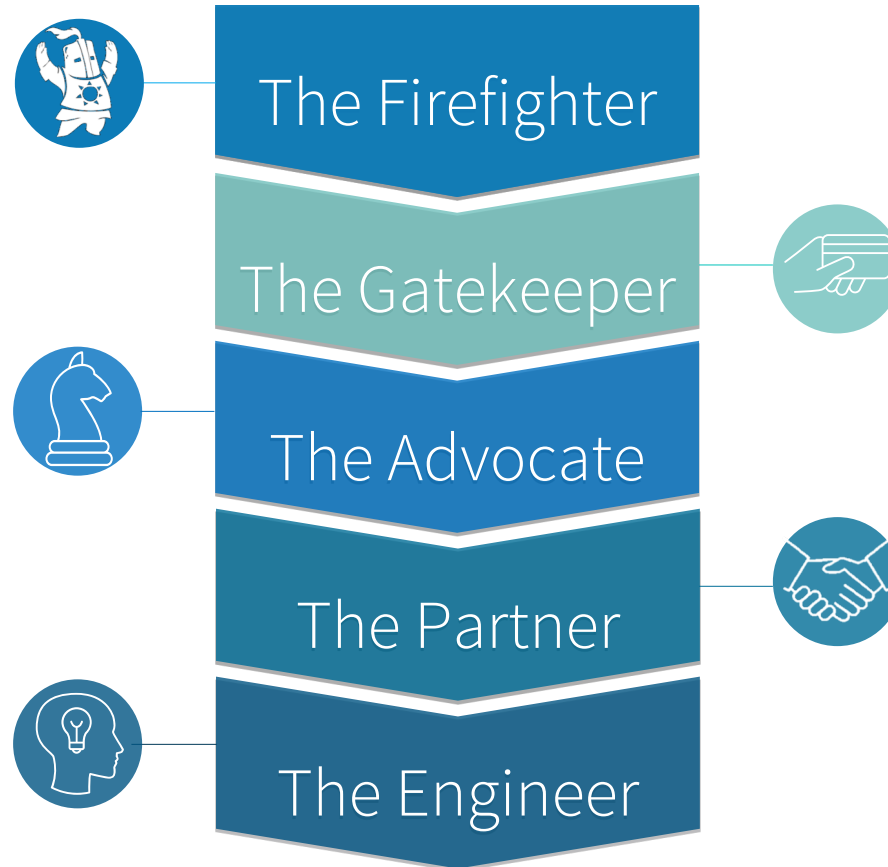 The Firefighter
The Gatekeeper
The Advocate
The Partner
The Engineer